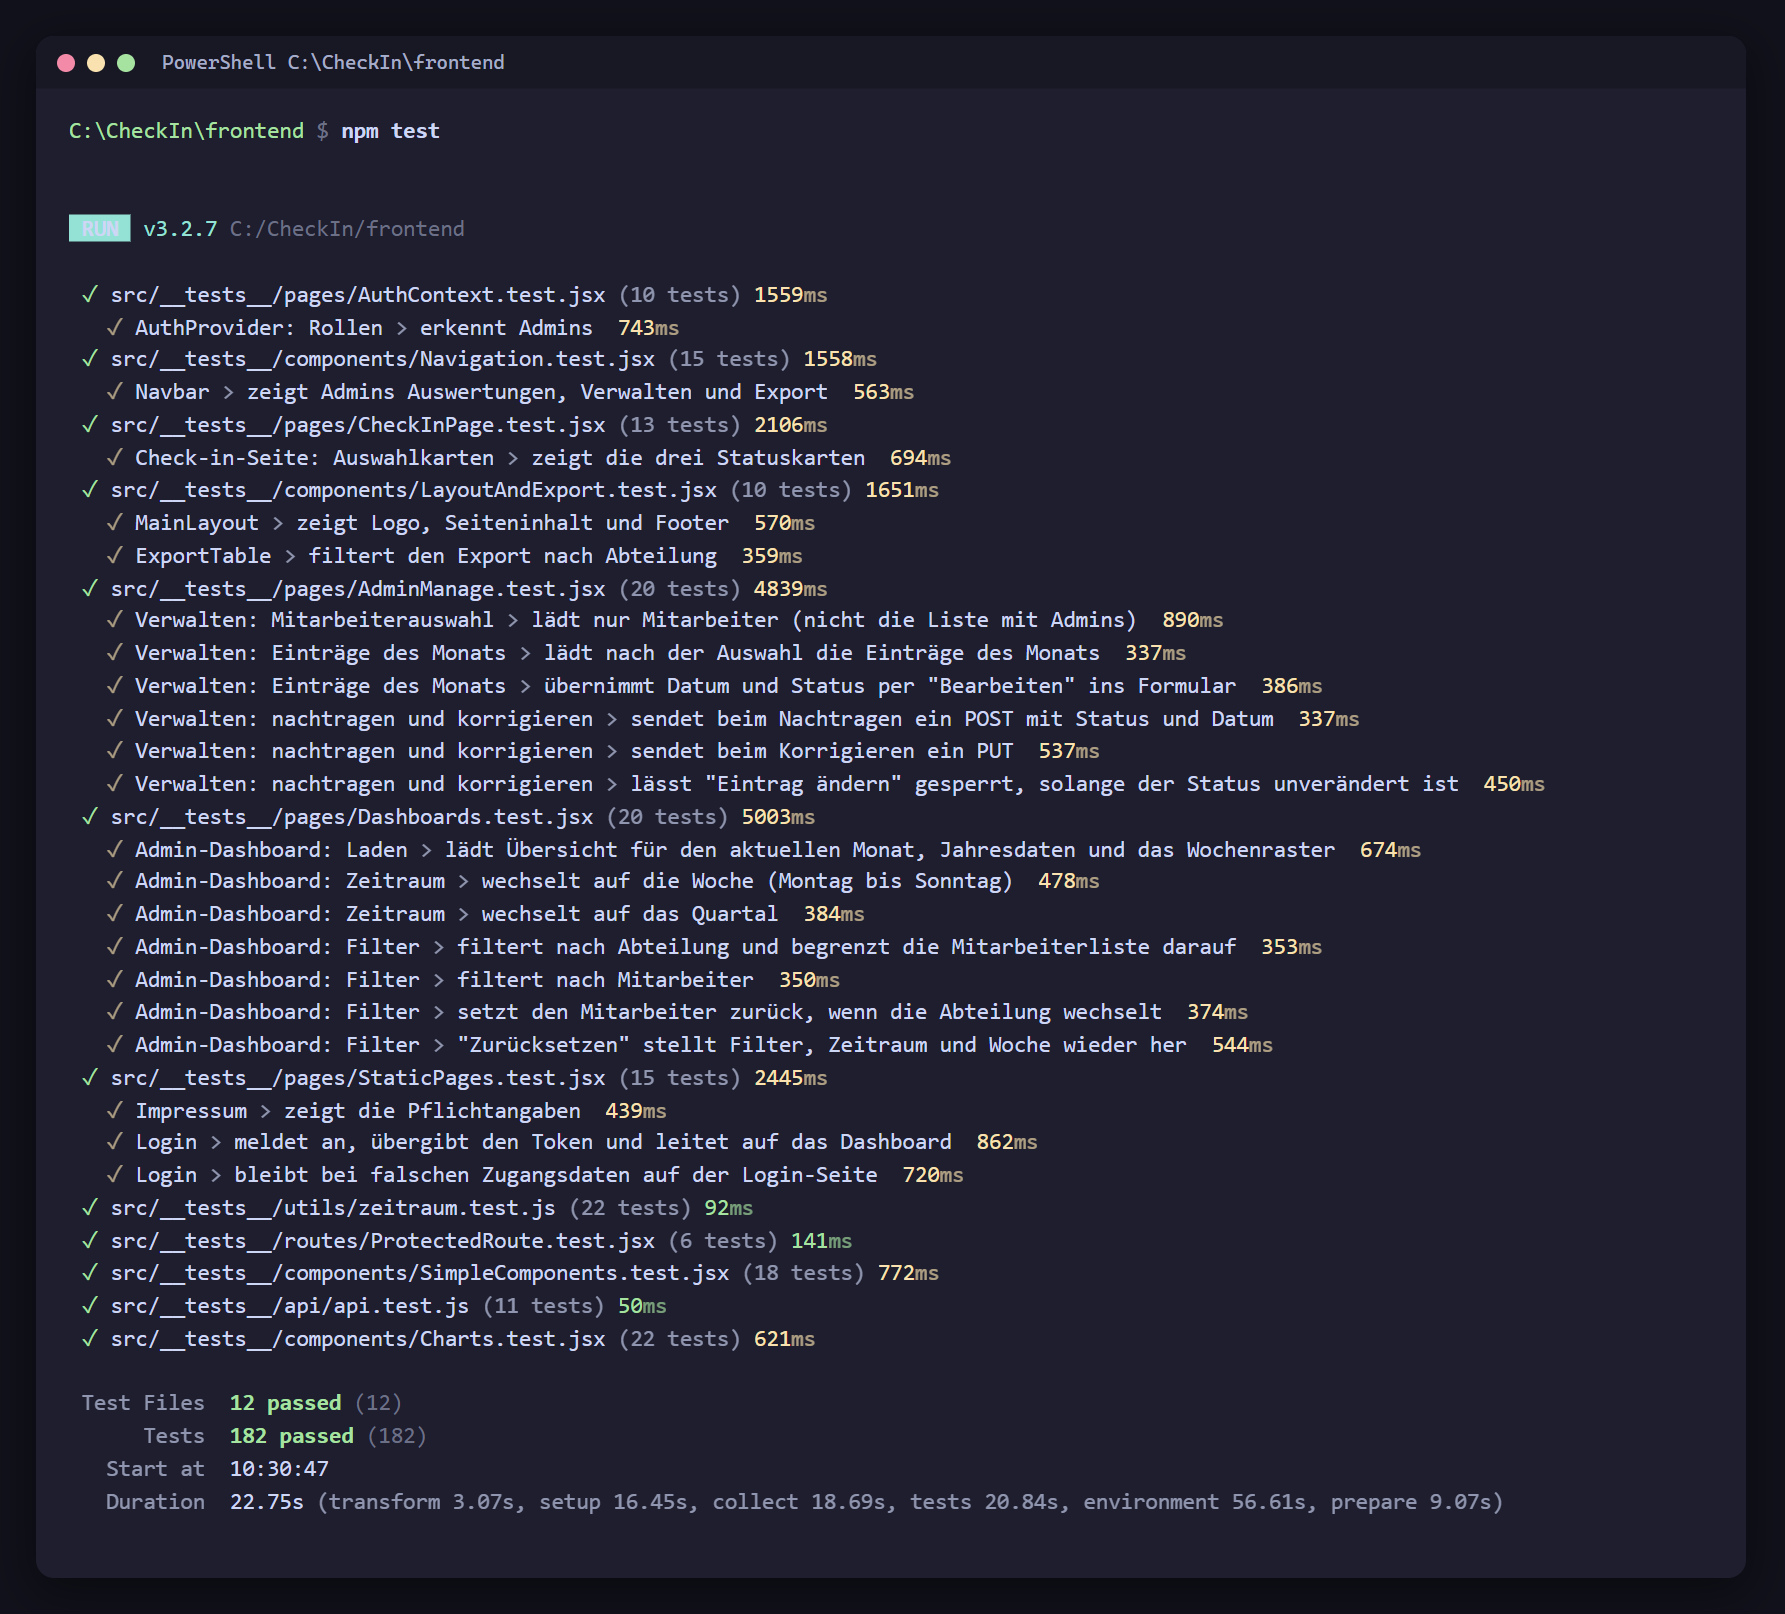 PowerShell C:\CheckIn\frontend
C:\CheckIn\frontend $ npm test
RUN v3.2.7 C:/CheckIn/frontend
✓ src/__tests__/pages/AuthContext.test.jsx (10 tests) 1559ms
✓ AuthProvider: Rollen > erkennt Admins 743ms
✓ src/__tests__/components/Navigation.test.jsx (15 tests) 1558ms
✓ Navbar > zeigt Admins Auswertungen, Verwalten und Export 563ms
✓ src/__tests__/pages/CheckInPage.test.jsx (13 tests) 2106ms
✓ Check-in-Seite: Auswahlkarten > zeigt die drei Statuskarten 694ms
✓ src/__tests__/components/LayoutAndExport.test.jsx (10 tests) 1651ms
✓ MainLayout > zeigt Logo, Seiteninhalt und Footer 570ms
✓ ExportTable > filtert den Export nach Abteilung 359ms
✓ src/__tests__/pages/AdminManage.test.jsx (20 tests) 4839ms
✓ Verwalten: Mitarbeiterauswahl > lädt nur Mitarbeiter (nicht die Liste mit Admins) 890ms
✓ Verwalten: Einträge des Monats > lädt nach der Auswahl die Einträge des Monats 337ms
✓ Verwalten: Einträge des Monats > übernimmt Datum und Status per "Bearbeiten" ins Formular 386ms
✓ Verwalten: nachtragen und korrigieren > sendet beim Nachtragen ein POST mit Status und Datum 337ms
✓ Verwalten: nachtragen und korrigieren > sendet beim Korrigieren ein PUT 537ms
✓ Verwalten: nachtragen und korrigieren > lässt "Eintrag ändern" gesperrt, solange der Status unverändert ist 450ms
✓ src/__tests__/pages/Dashboards.test.jsx (20 tests) 5003ms
✓ Admin-Dashboard: Laden > lädt Übersicht für den aktuellen Monat, Jahresdaten und das Wochenraster 674ms
✓ Admin-Dashboard: Zeitraum > wechselt auf die Woche (Montag bis Sonntag) 478ms
✓ Admin-Dashboard: Zeitraum > wechselt auf das Quartal 384ms
✓ Admin-Dashboard: Filter > filtert nach Abteilung und begrenzt die Mitarbeiterliste darauf 353ms
✓ Admin-Dashboard: Filter > filtert nach Mitarbeiter 350ms
✓ Admin-Dashboard: Filter > setzt den Mitarbeiter zurück, wenn die Abteilung wechselt 374ms
✓ Admin-Dashboard: Filter > "Zurücksetzen" stellt Filter, Zeitraum und Woche wieder her 544ms
✓ src/__tests__/pages/StaticPages.test.jsx (15 tests) 2445ms
✓ Impressum > zeigt die Pflichtangaben 439ms
✓ Login > meldet an, übergibt den Token und leitet auf das Dashboard 862ms
✓ Login > bleibt bei falschen Zugangsdaten auf der Login-Seite 720ms
✓ src/__tests__/utils/zeitraum.test.js (22 tests) 92ms
✓ src/__tests__/routes/ProtectedRoute.test.jsx (6 tests) 141ms
✓ src/__tests__/components/SimpleComponents.test.jsx (18 tests) 772ms
✓ src/__tests__/api/api.test.js (11 tests) 50ms
✓ src/__tests__/components/Charts.test.jsx (22 tests) 621ms
Test Files 12 passed (12)
Tests 182 passed (182)
Start at 10:30:47
Duration 22.75s (transform 3.07s, setup 16.45s, collect 18.69s, tests 20.84s, environment 56.61s, prepare 9.07s)